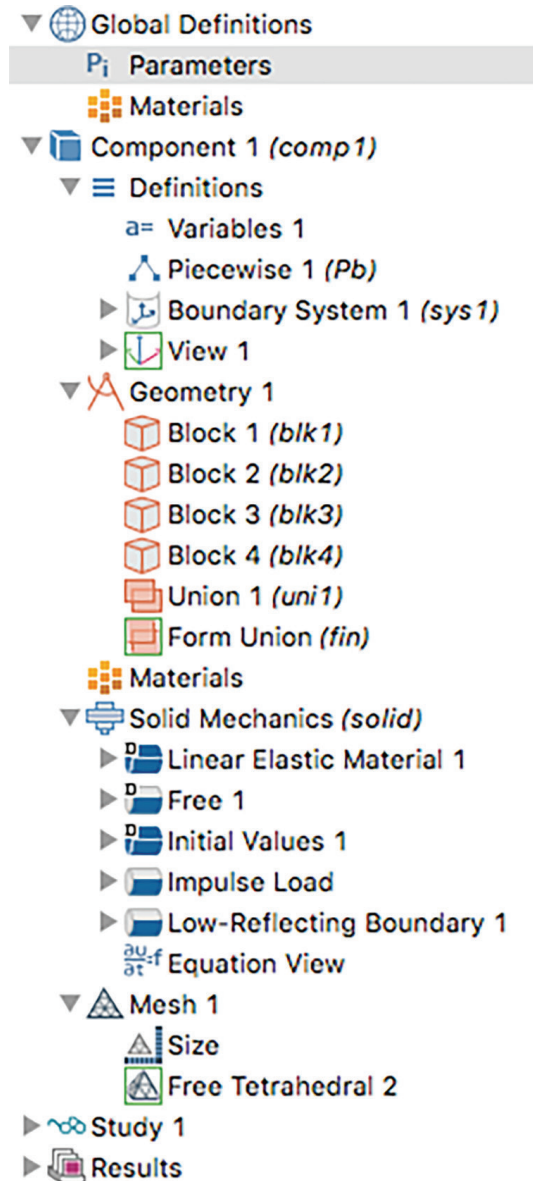 Global Definitions
Pi Parameters
Materials
Component 1 (comp1)
Definitions
a= Variables 1
Piecewise 1 (Pb)
Boundary System 1 (sys1)
View 1
Geometry 1
Block 1 (blk1)
Block 2 (blk2)
Block 3 (blk3)
Block 4 (blk4)
Union 1 (uni1)
Form Union (fin)
Materials
Solid Mechanics (solid)
D Linear Elastic Material 1
D Free 1
D Initial Values 1
Impulse Load
Low-Reflecting Boundary 1
∂u/∂t=f Equation View
Mesh 1
Size
Free Tetrahedral 2
Study 1
Results